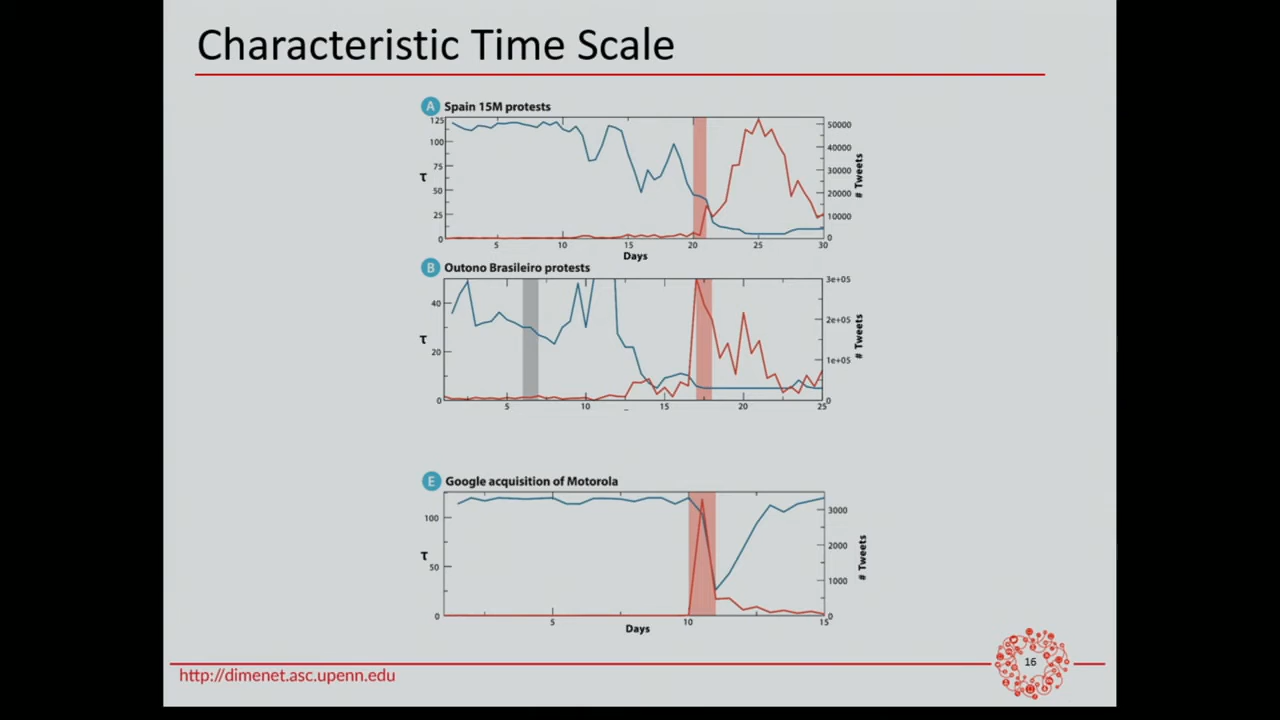 Characteristic Time Scale
A Spain 15M protests
125
100
75
50
25
0
τ
50000
40000
30000
20000
10000
0
# Tweets
5 10 15 20 25 30
Days
B Outono Brasileiro protests
40
20
0
τ
3e+05
2e+05
1e+05
0
# Tweets
5 10 15 20 25
E Google acquisition of Motorola
100
50
0
τ
3000
2000
1000
0
# Tweets
5 10 15
Days
http://dimenet.asc.upenn.edu
16